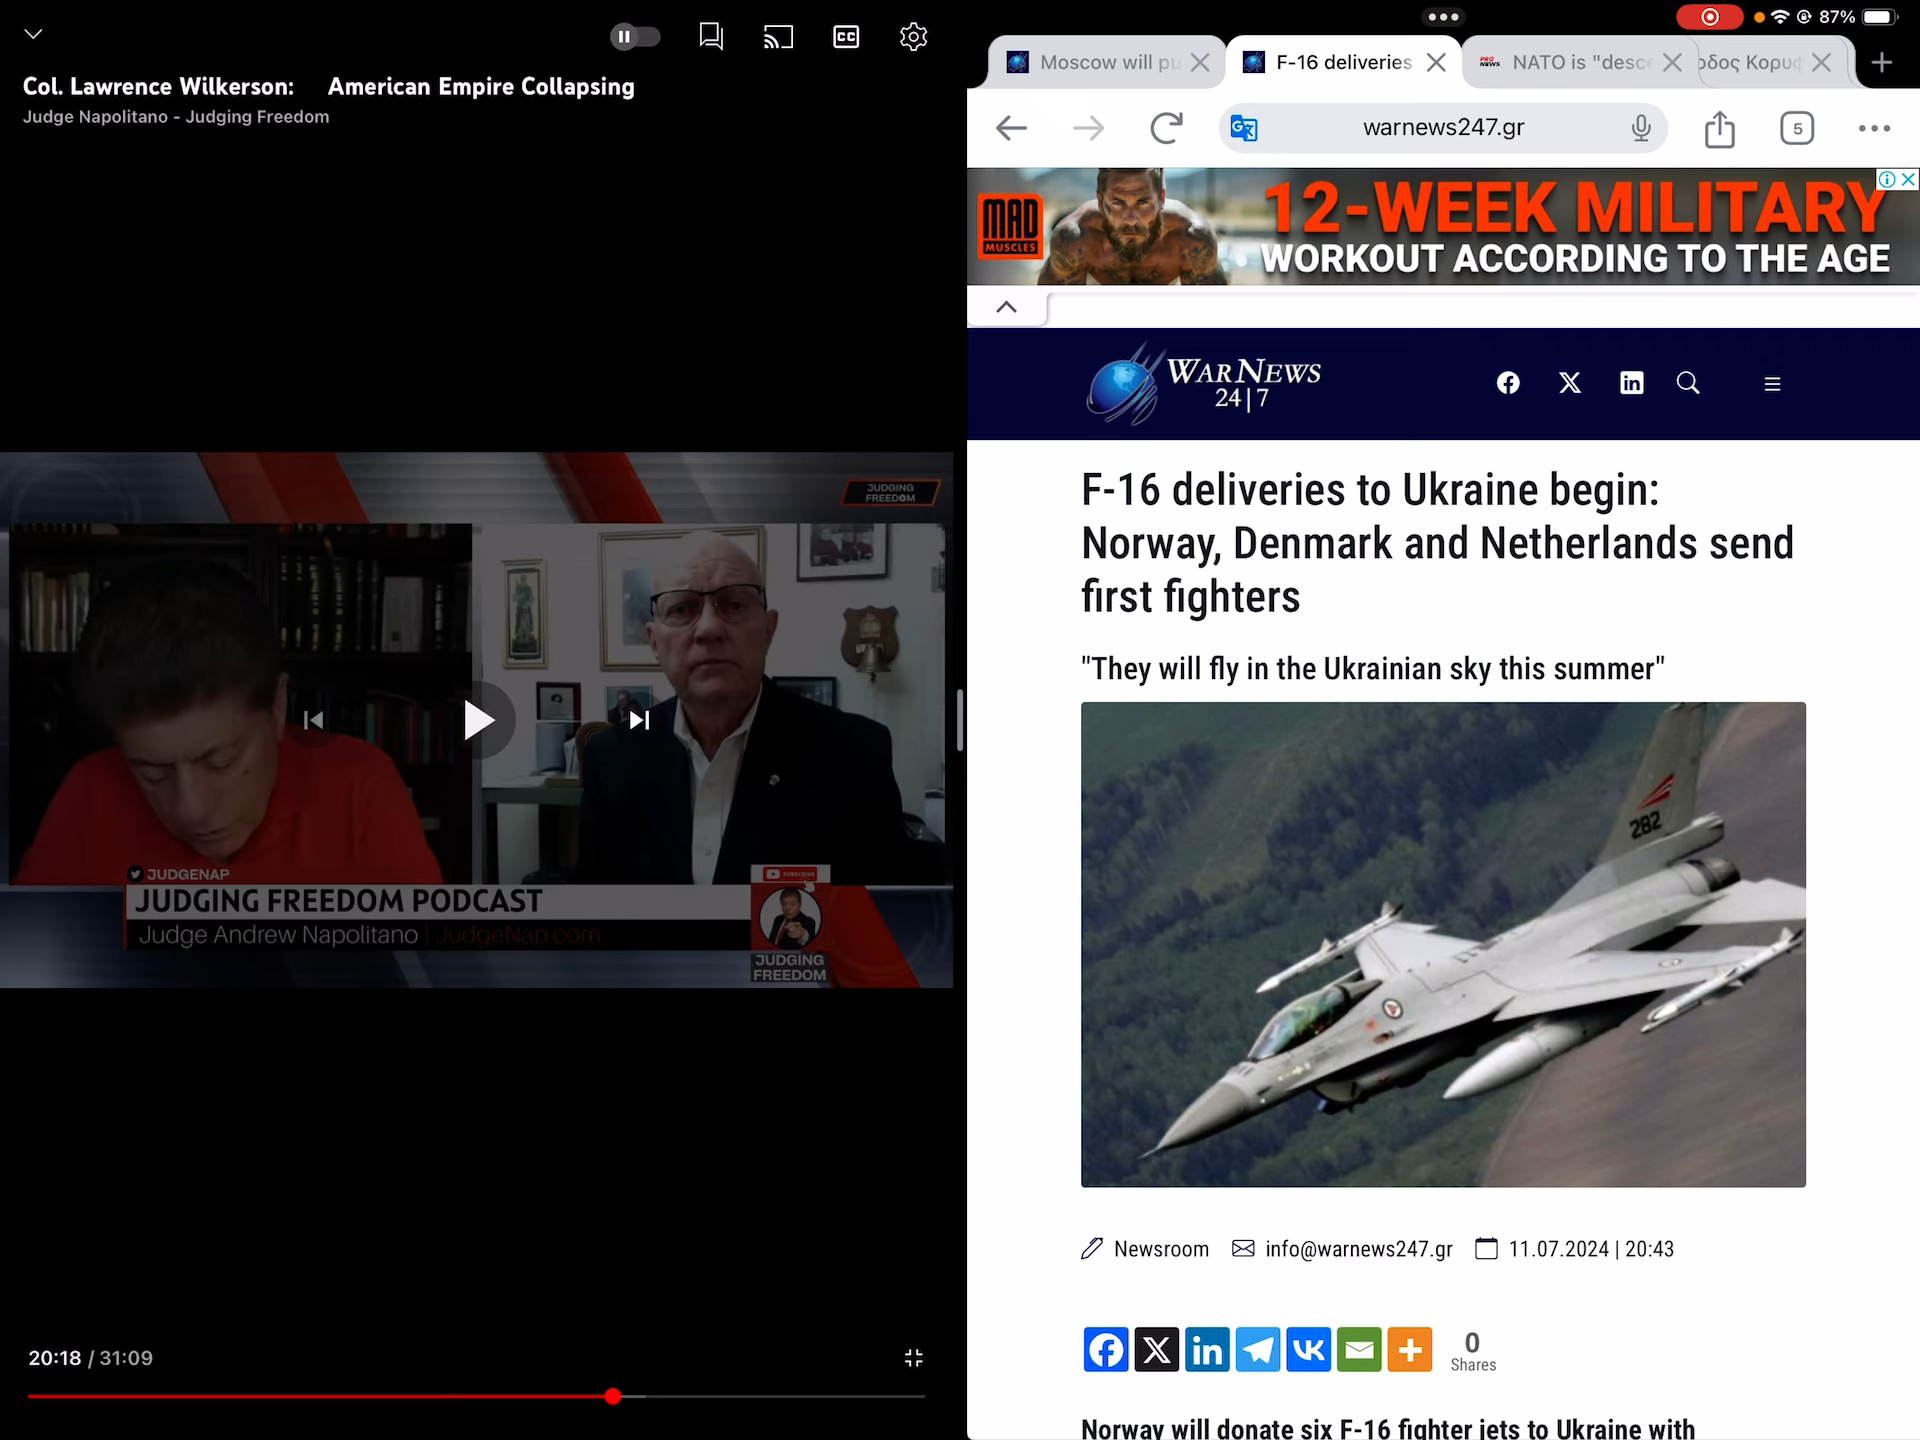 Col. Lawrence Wilkerson: American Empire Collapsing
Judge Napolitano - Judging Freedom
CC
JUDGING
FREEDOM
JUDGENAP
SUBSCRIBE
JUDGING FREEDOM PODCAST
Judge Andrew Napolitano | JudgeNap.com
JUDGING
FREEDOM
20:18 / 31:09
87%
Moscow will pu
F-16 deliveries
PRO
NEWS
NATO is "desce
οδος Κορυφ
warnews247.gr
5
MAD
MUSCLES
12-WEEK MILITARY
WORKOUT ACCORDING TO THE AGE
WARNEWS
24|7
F-16 deliveries to Ukraine begin:
Norway, Denmark and Netherlands send
first fighters
"They will fly in the Ukrainian sky this summer"
282
Newsroom info@warnews247.gr 11.07.2024 | 20:43
0
Shares
Norway will donate six F-16 fighter jets to Ukraine with